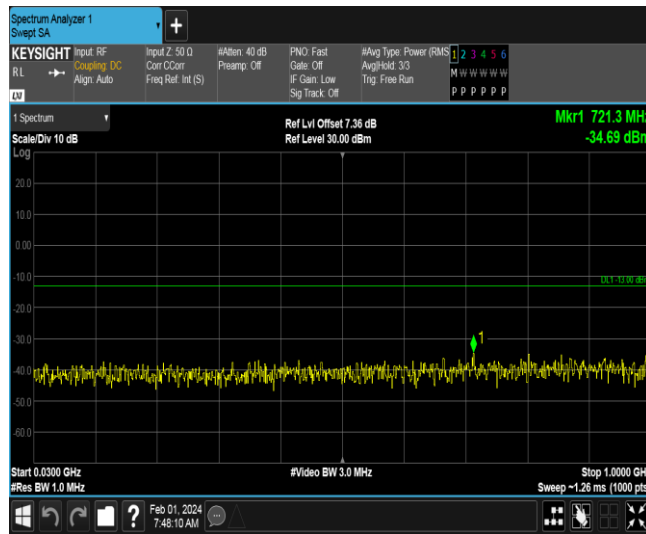 Spectrum Analyzer 1
Swept SA
+
KEYSIGHT
RL
LXI
Input: RF
Coupling: DC
Align: Auto
Input Z: 50 Ω
Corr CCorr
Freq Ref: Int (S)
#Atten: 40 dB
Preamp: Off
PNO: Fast
Gate: Off
IF Gain: Low
Sig Track: Off
#Avg Type: Power (RMS
Avg|Hold: 3/3
Trig: Free Run
1 2 3 4 5 6
M W W W W W
P P P P P P
1 Spectrum
Scale/Div 10 dB
Log
Ref Lvl Offset 7.36 dB
Ref Level 30.00 dBm
Mkr1 721.3 MHz
-34.69 dBm
20.0
10.0
0.00
-10.0
DL1 -13.00 dBm
-20.0
-30.0
1
-40.0
-50.0
-60.0
Start 0.0300 GHz
#Res BW 1.0 MHz
#Video BW 3.0 MHz
Stop 1.0000 GH
Sweep ~1.26 ms (1000 pts
?
Feb 01, 2024
7:48:10 AM